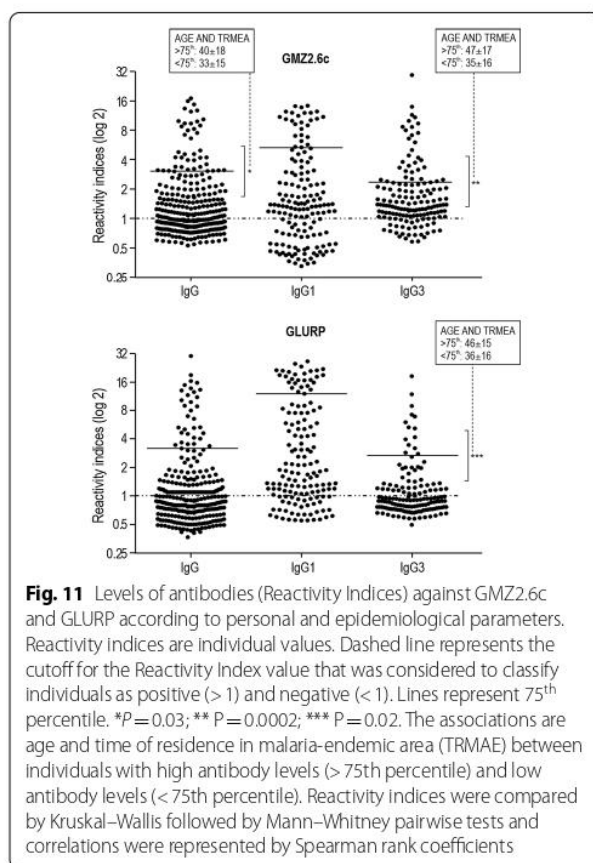 AGE AND TRMEA
>75th: 40±18
<75th: 33±15
GMZ2.6c
AGE AND TRMEA
>75th: 47±17
<75th: 35±16
Reactivity indices (log 2)
32
16
8
4
2
1
0.5
0.25
*
**
IgG IgG1 IgG3
GLURP
AGE AND TRMEA
>75th: 46±15
<75th: 36±16
Reactivity indices (log 2)
32
16
8
4
2
1
0.5
0.25
***
IgG IgG1 IgG3
Fig. 11 Levels of antibodies (Reactivity Indices) against GMZ2.6c
and GLURP according to personal and epidemiological parameters.
Reactivity indices are individual values. Dashed line represents the
cutoff for the Reactivity Index value that was considered to classify
individuals as positive (> 1) and negative (< 1). Lines represent 75th
percentile. *P = 0.03; ** P = 0.0002; *** P = 0.02. The associations are
age and time of residence in malaria-endemic area (TRMAE) between
individuals with high antibody levels (> 75th percentile) and low
antibody levels (< 75th percentile). Reactivity indices were compared
by Kruskal–Wallis followed by Mann–Whitney pairwise tests and
correlations were represented by Spearman rank coefficients